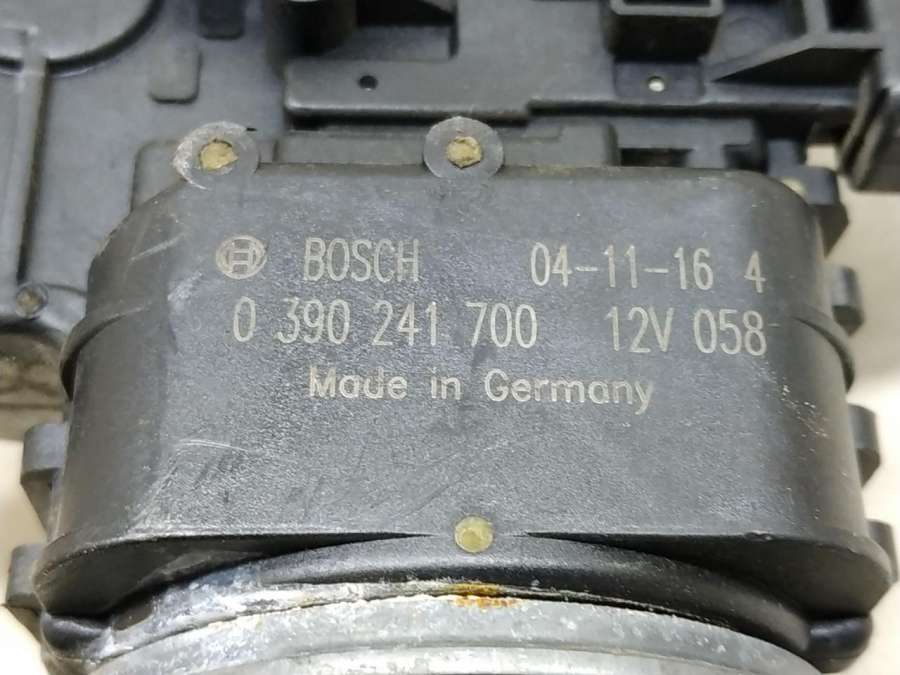 BOSCH 04-11-16 4
0 390 241 700 12V 058
Made in Germany